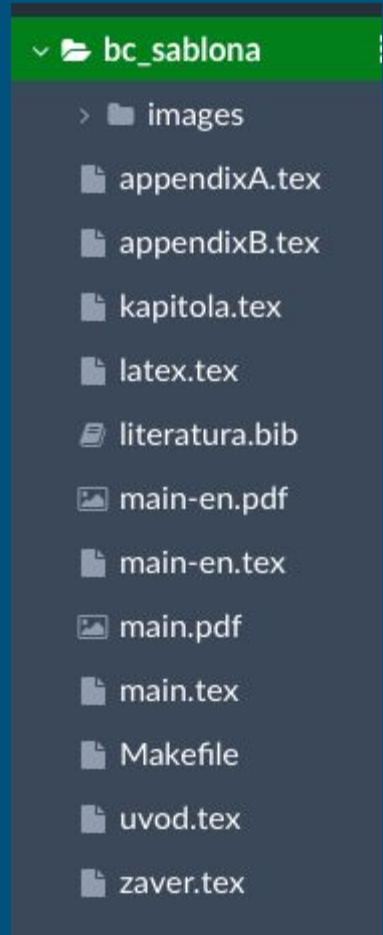 bc_sablona
images
appendixA.tex
appendixB.tex
kapitola.tex
latex.tex
literatura.bib
main-en.pdf
main-en.tex
main.pdf
main.tex
Makefile
uvod.tex
zaver.tex